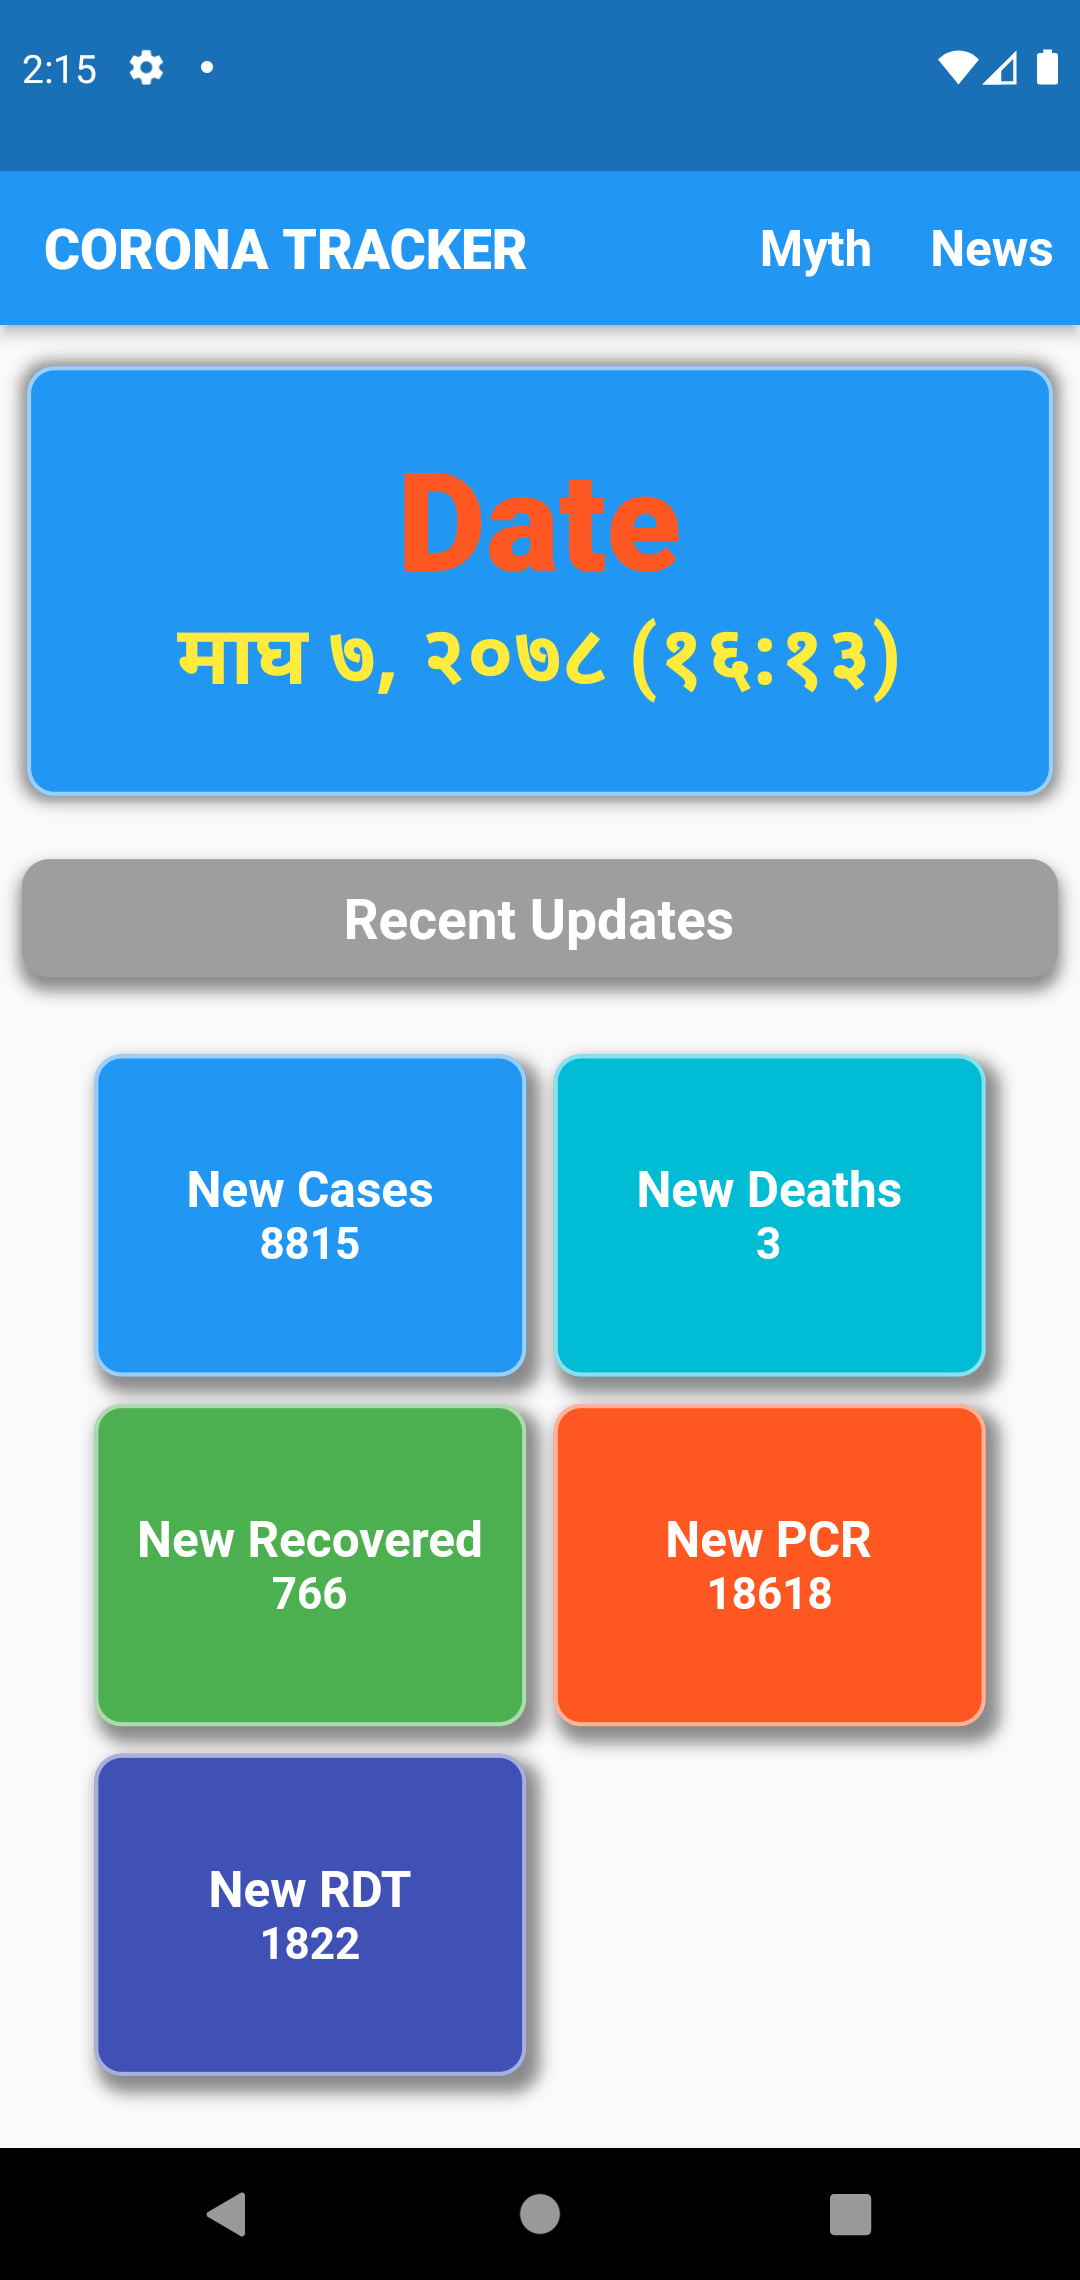 2:15
CORONA TRACKER Myth News
Date
माघ ७, २०७८ (१६:१३)
Recent Updates
New Cases
8815
New Deaths
3
New Recovered
766
New PCR
18618
New RDT
1822